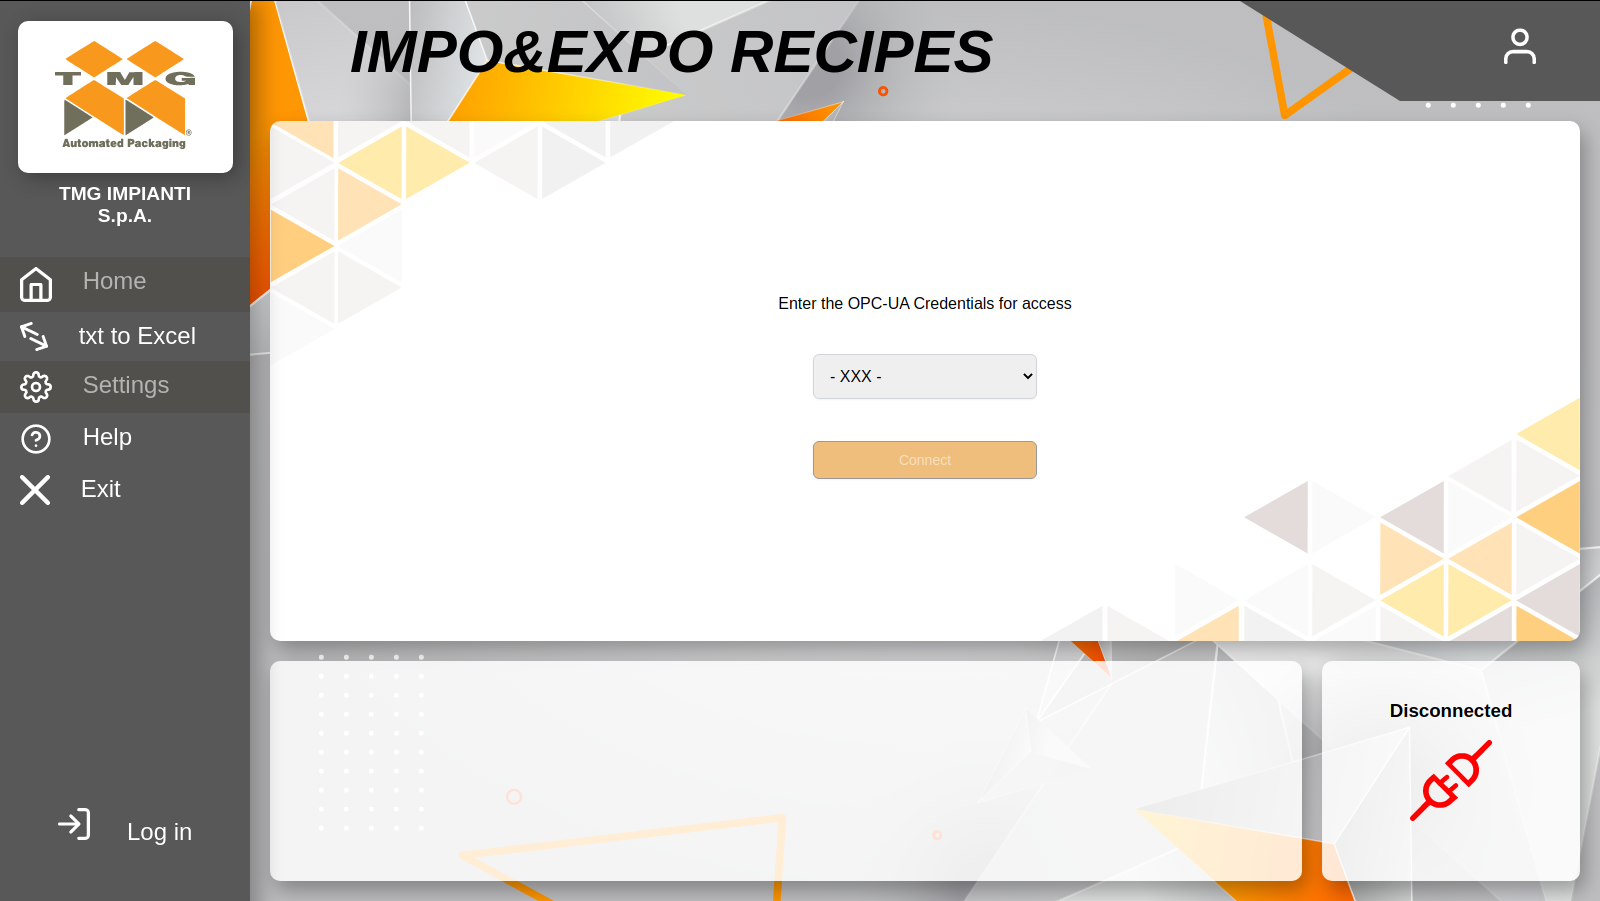 IMPO&EXPO RECIPES
T M G
®
Automated Packaging
TMG IMPIANTI
S.p.A.
Home
txt to Excel
Settings
Help
Exit
Log in
Enter the OPC-UA Credentials for access
- XXX -
Connect
Disconnected